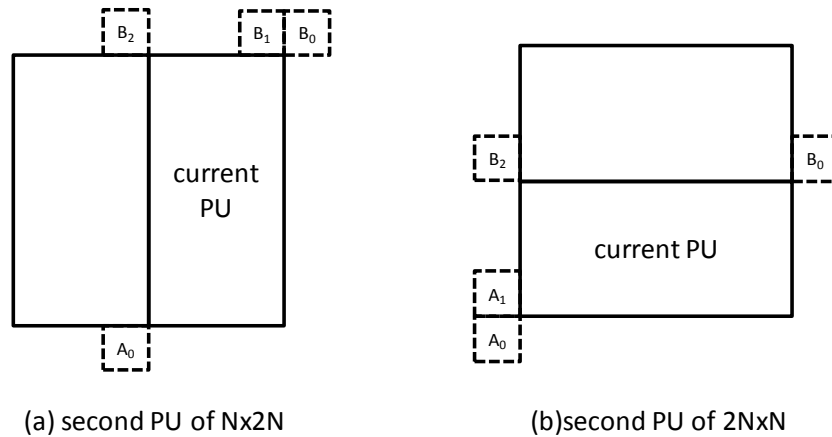 B₂
B₁
B₀
current
PU
A₀
(a) second PU of Nx2N
B₂
B₀
current PU
A₁
A₀
(b)second PU of 2NxN